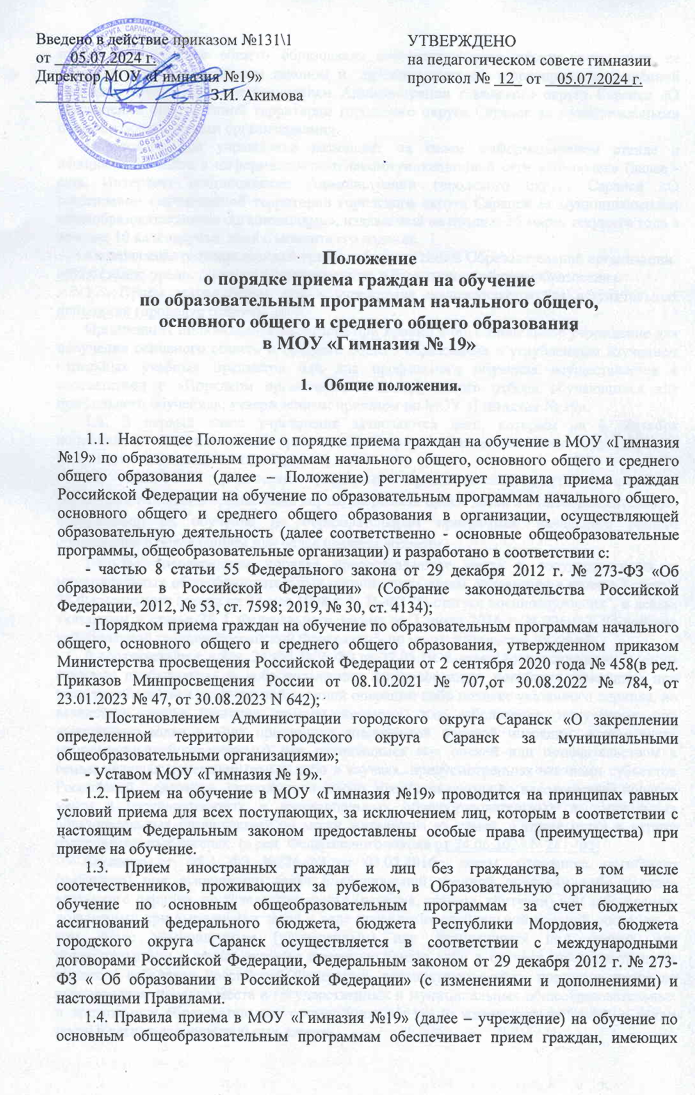 Введено в действие приказом №131\1
от 05.07.2024 г.
Директор МОУ «Гимназия №19»
З.И. Акимова
УТВЕРЖДЕНО
на педагогическом совете гимназии
протокол № 12 от 05.07.2024 г.
Положение
о порядке приема граждан на обучение
по образовательным программам начального общего,
основного общего и среднего общего образования
в МОУ «Гимназия № 19»
1. Общие положения.
1.1. Настоящее Положение о порядке приема граждан на обучение в МОУ «Гимназия
№19» по образовательным программам начального общего, основного общего и среднего
общего образования (далее – Положение) регламентирует правила приема граждан
Российской Федерации на обучение по образовательным программам начального общего,
основного общего и среднего общего образования в организации, осуществляющей
образовательную деятельность (далее соответственно - основные общеобразовательные
программы, общеобразовательные организации) и разработано в соответствии с:
- частью 8 статьи 55 Федерального закона от 29 декабря 2012 г. № 273-ФЗ «Об
образовании в Российской Федерации» (Собрание законодательства Российской
Федерации, 2012, № 53, ст. 7598; 2019, № 30, ст. 4134);
- Порядком приема граждан на обучение по образовательным программам начального
общего, основного общего и среднего общего образования, утвержденном приказом
Министерства просвещения Российской Федерации от 2 сентября 2020 года № 458(в ред.
Приказов Минпросвещения России от 08.10.2021 № 707,от 30.08.2022 № 784, от
23.01.2023 № 47, от 30.08.2023 N 642);
- Постановлением Администрации городского округа Саранск «О закреплении
определенной территории городского округа Саранск за муниципальными
общеобразовательными организациями»;
- Уставом МОУ «Гимназия № 19».
1.2. Прием на обучение в МОУ «Гимназия №19» проводится на принципах равных
условий приема для всех поступающих, за исключением лиц, которым в соответствии с
настоящим Федеральным законом предоставлены особые права (преимущества) при
приеме на обучение.
1.3. Прием иностранных граждан и лиц без гражданства, в том числе
соотечественников, проживающих за рубежом, в Образовательную организацию на
обучение по основным общеобразовательным программам за счет бюджетных
ассигнований федерального бюджета, бюджета Республики Мордовия, бюджета
городского округа Саранск осуществляется в соответствии с международными
договорами Российской Федерации, Федеральным законом от 29 декабря 2012 г. № 273-
ФЗ « Об образовании в Российской Федерации» (с изменениями и дополнениями) и
настоящими Правилами.
1.4. Правила приема в МОУ «Гимназия №19» (далее – учреждение) на обучение по
основным общеобразовательным программам обеспечивает прием граждан, имеющих